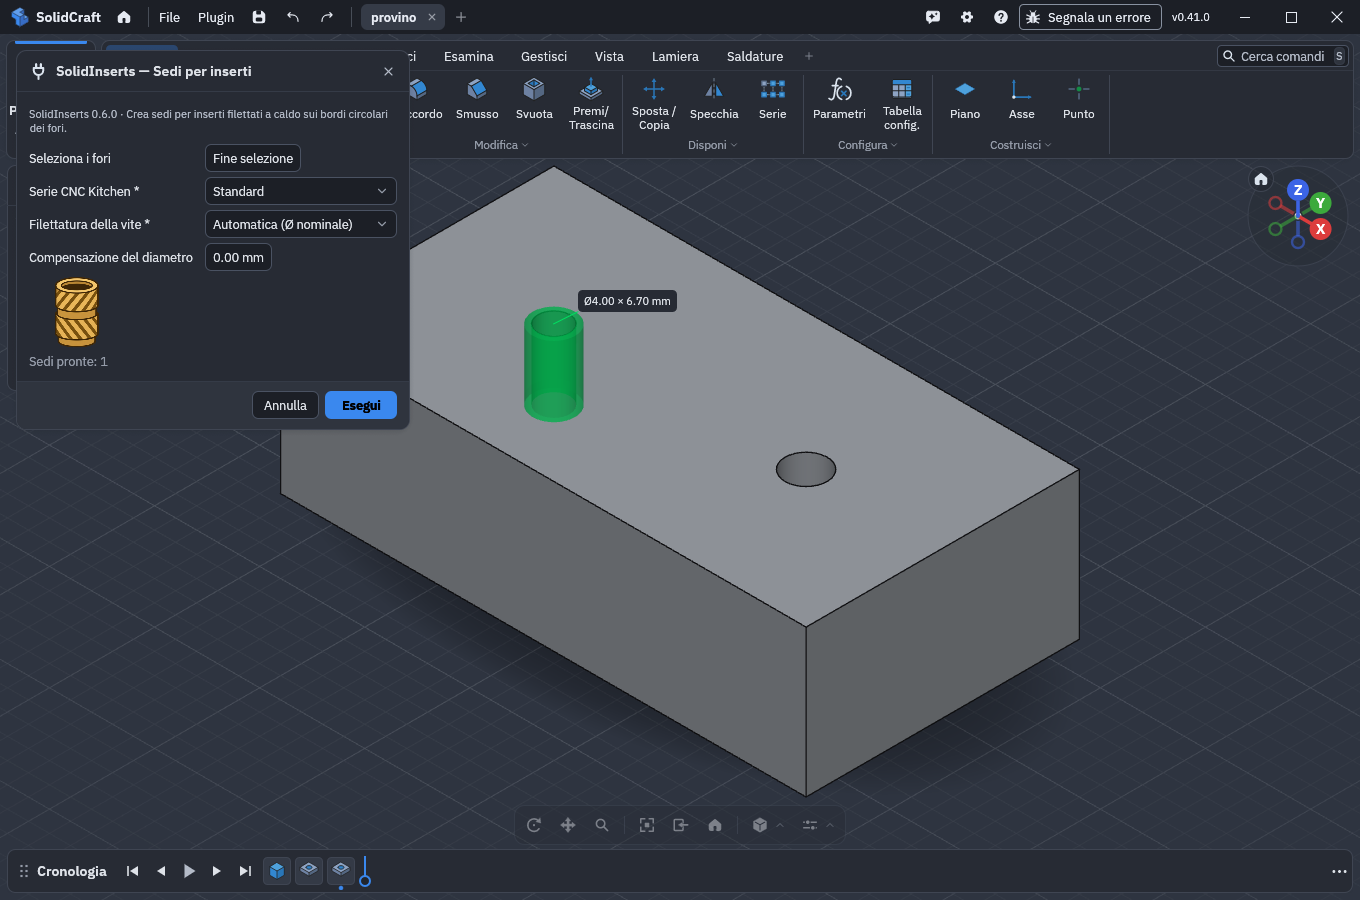 SolidCraft
File
Plugin
provino
Segnala un errore
v0.41.0
Esamina
Gestisci
Vista
Lamiera
Saldature
Cerca comandi
S
SolidInserts — Sedi per inserti
SolidInserts 0.6.0 · Crea sedi per inserti filettati a caldo sui bordi circolari
dei fori.
Seleziona i fori
Fine selezione
Serie CNC Kitchen *
Standard
Filettatura della vite *
Automatica (Ø nominale)
Compensazione del diametro
0.00 mm
Sedi pronte: 1
Annulla
Esegui
Smusso
Svuota
Premi/
Trascina
Sposta /
Copia
Specchia
Serie
Parametri
Tabella
config.
Piano
Asse
Punto
Modifica
Disponi
Configura
Costruisci
Z
Y
X
Ø4.00 × 6.70 mm
Cronologia